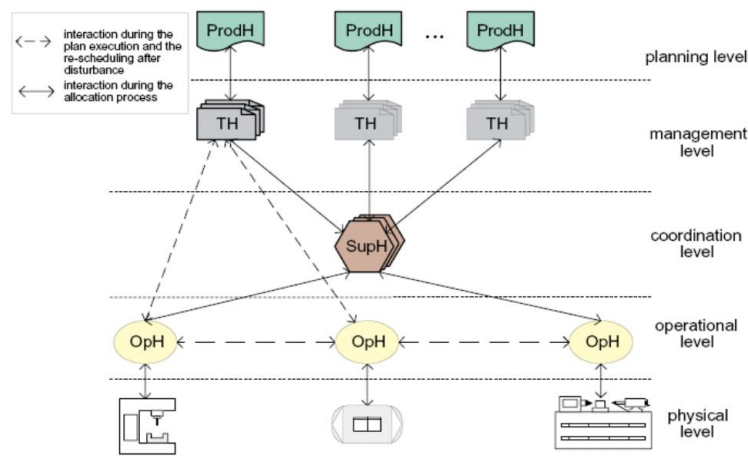 interaction during the
plan execution and the
re-scheduling after
disturbance
interaction during the
allocation process
ProdH
ProdH
...
ProdH
planning level
TH
TH
TH
management
level
SupH
coordination
level
OpH
OpH
OpH
operational
level
physical
level